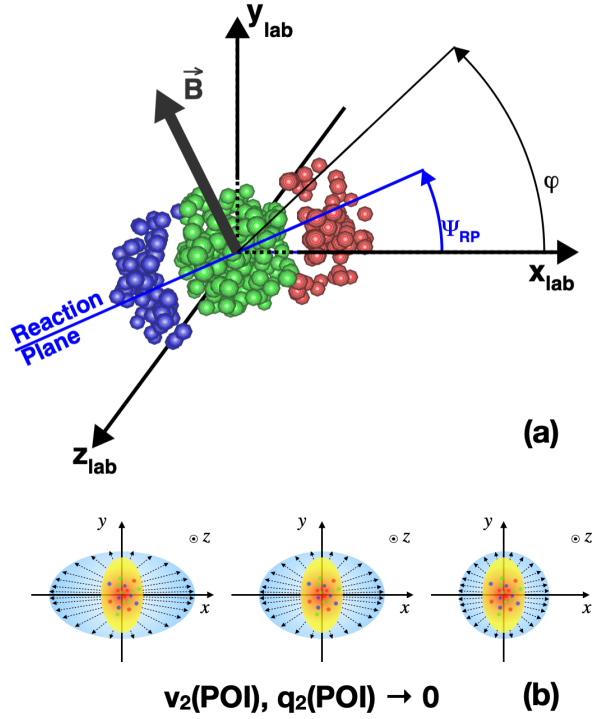 y_lab
B⃗
φ
Ψ_RP
x_lab
Reaction
Plane
z_lab
(a)
y ⊙ z y ⊙ z y ⊙ z
x x x
v₂(POI), q₂(POI) → 0 (b)